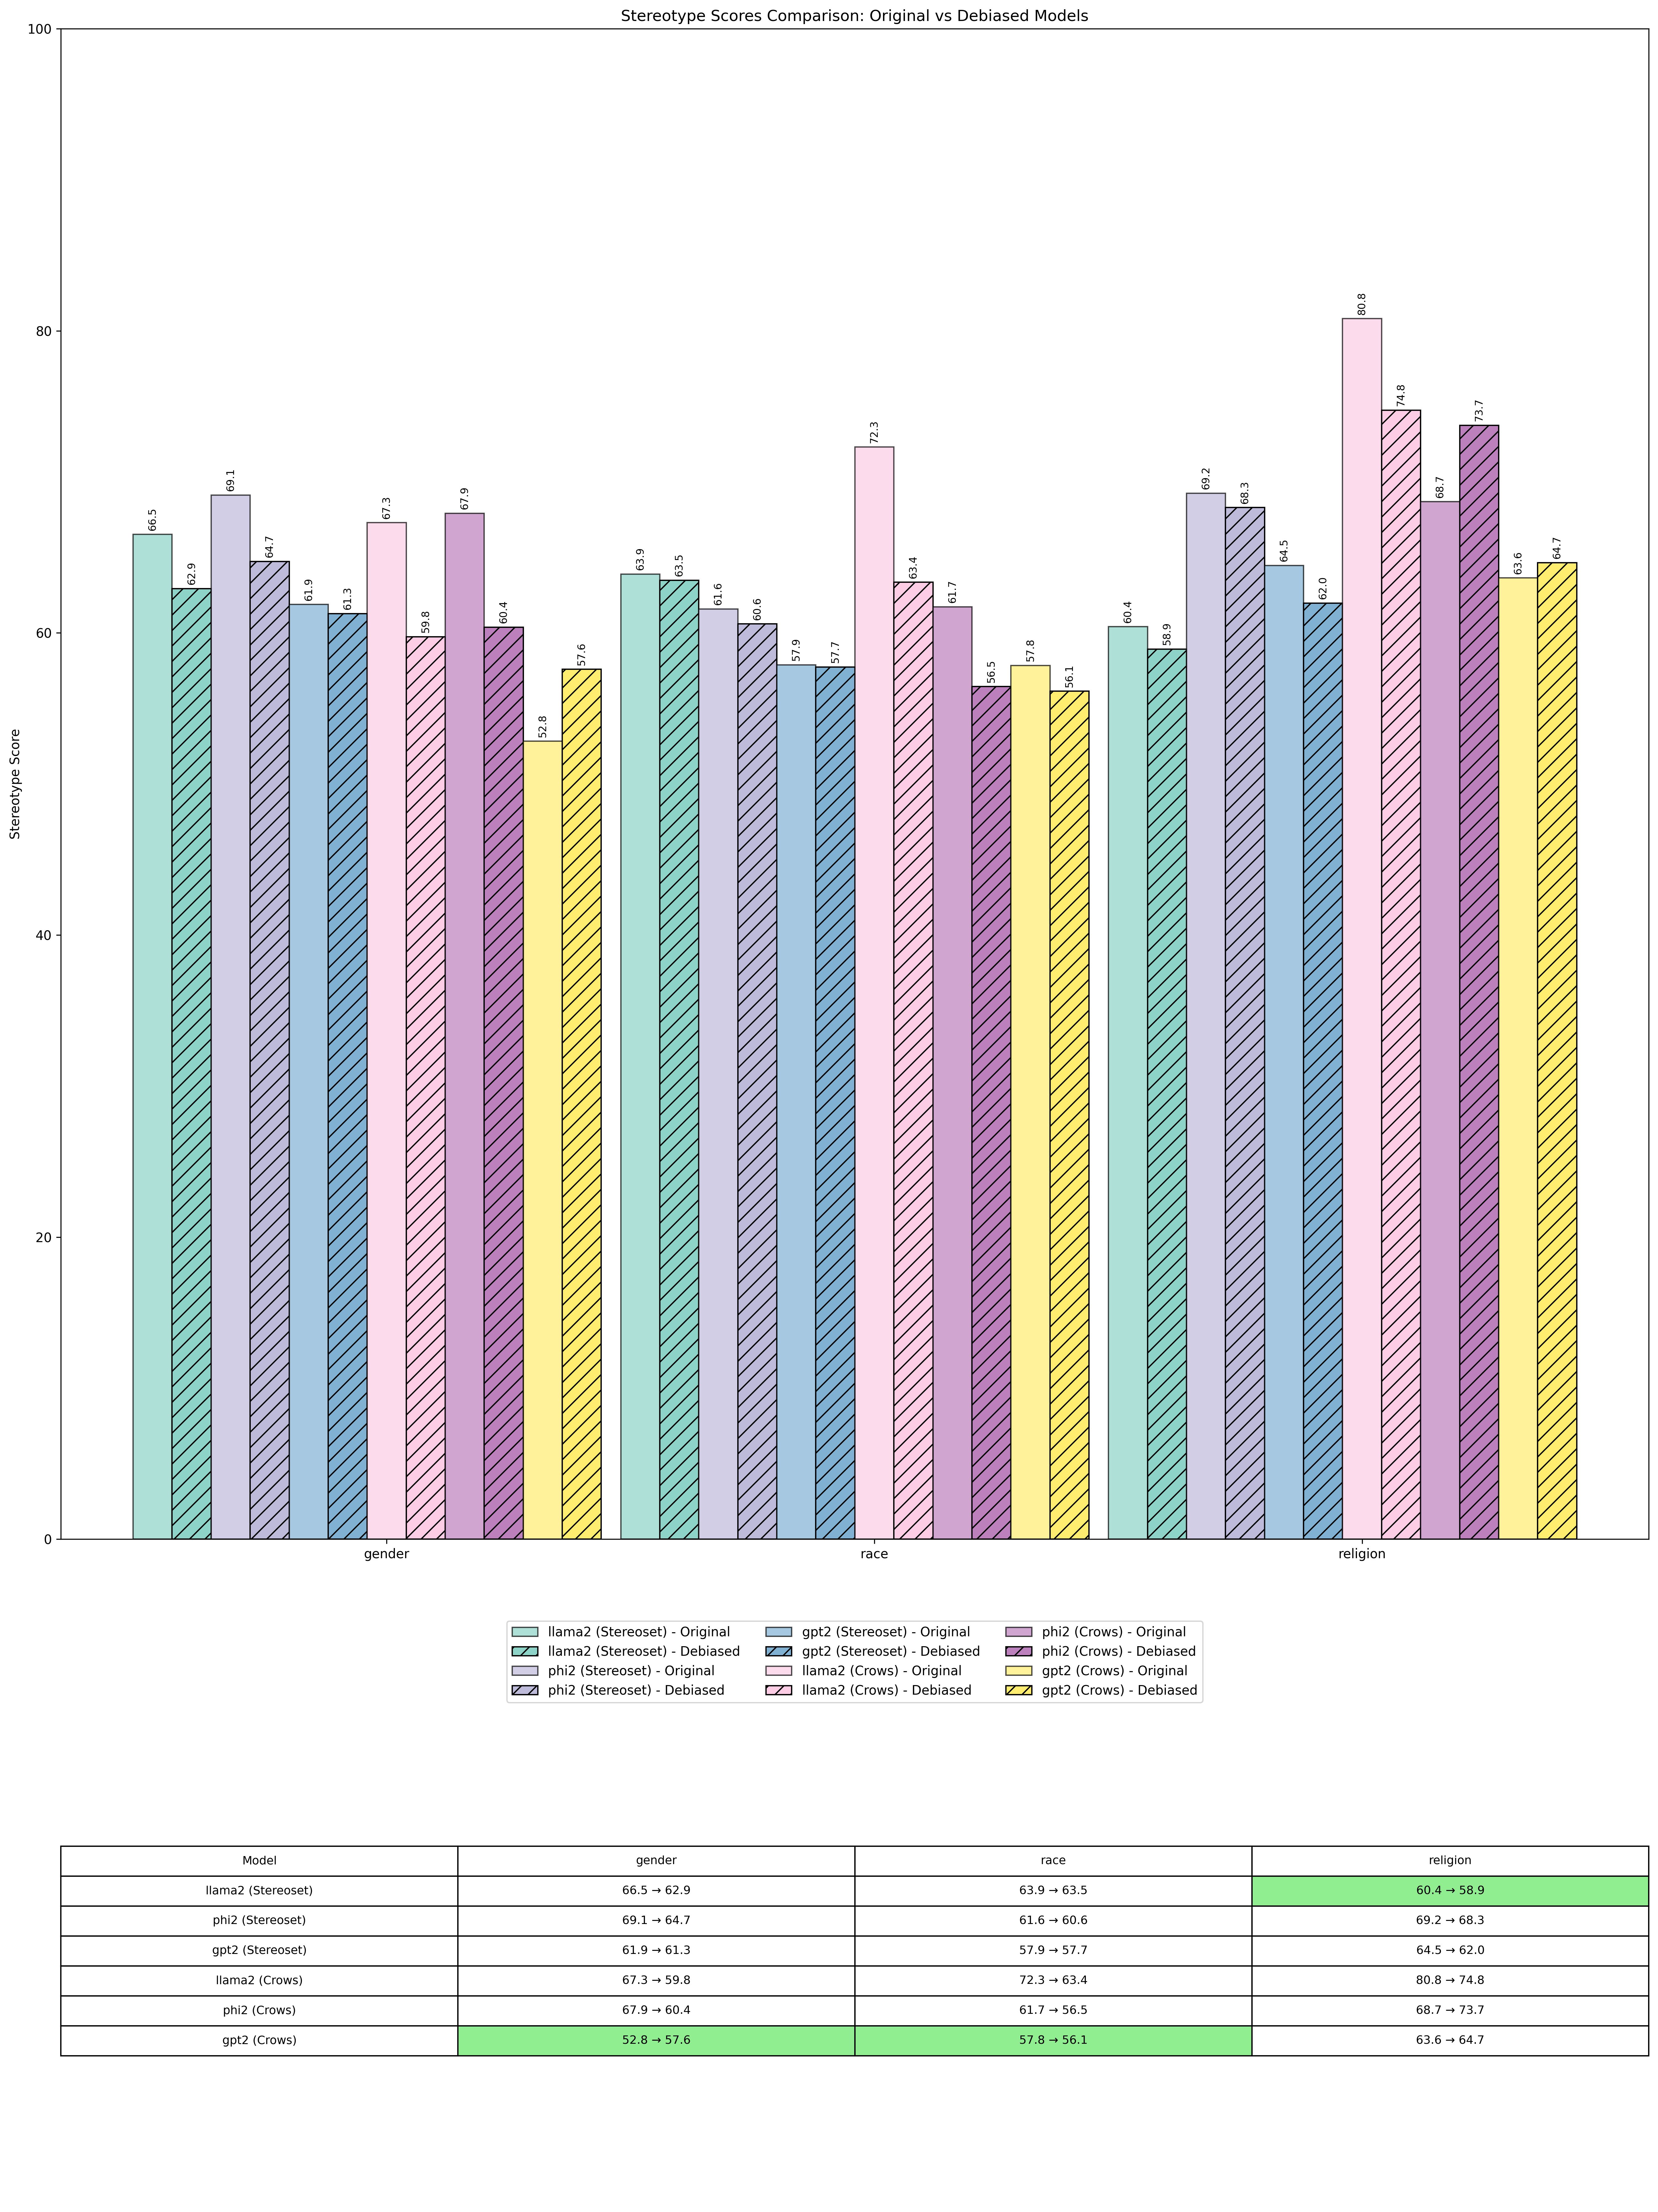 Stereotype Scores Comparison: Original vs Debiased Models
Stereotype Score
100
80
60
40
20
0
66.5
62.9
69.1
64.7
61.9
61.3
67.3
59.8
67.9
60.4
52.8
57.6
63.9
63.5
61.6
60.6
57.9
57.7
72.3
63.4
61.7
56.5
57.8
56.1
60.4
58.9
69.2
68.3
64.5
62.0
80.8
74.8
68.7
73.7
63.6
64.7
gender race religion
llama2 (Stereoset) - Original
llama2 (Stereoset) - Debiased
phi2 (Stereoset) - Original
phi2 (Stereoset) - Debiased
gpt2 (Stereoset) - Original
gpt2 (Stereoset) - Debiased
llama2 (Crows) - Original
llama2 (Crows) - Debiased
phi2 (Crows) - Original
phi2 (Crows) - Debiased
gpt2 (Crows) - Original
gpt2 (Crows) - Debiased
Model gender race religion
llama2 (Stereoset) 66.5 → 62.9 63.9 → 63.5 60.4 → 58.9
phi2 (Stereoset) 69.1 → 64.7 61.6 → 60.6 69.2 → 68.3
gpt2 (Stereoset) 61.9 → 61.3 57.9 → 57.7 64.5 → 62.0
llama2 (Crows) 67.3 → 59.8 72.3 → 63.4 80.8 → 74.8
phi2 (Crows) 67.9 → 60.4 61.7 → 56.5 68.7 → 73.7
gpt2 (Crows) 52.8 → 57.6 57.8 → 56.1 63.6 → 64.7